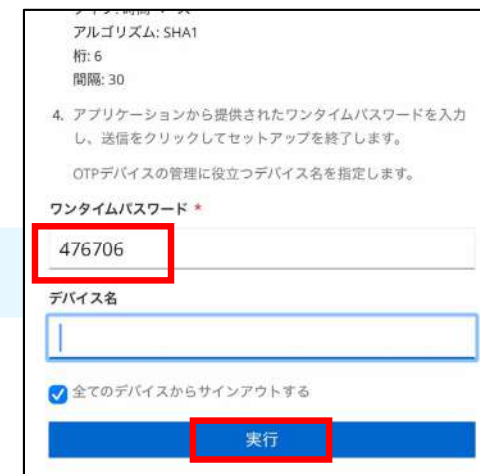 アルゴリズム: SHA1
桁: 6
間隔: 30
4. アプリケーションから提供されたワンタイムパスワードを入力
し、送信をクリックしてセットアップを終了します。
OTPデバイスの管理に役立つデバイス名を指定します。
ワンタイムパスワード *
476706
デバイス名
全てのデバイスからサインアウトする
実行